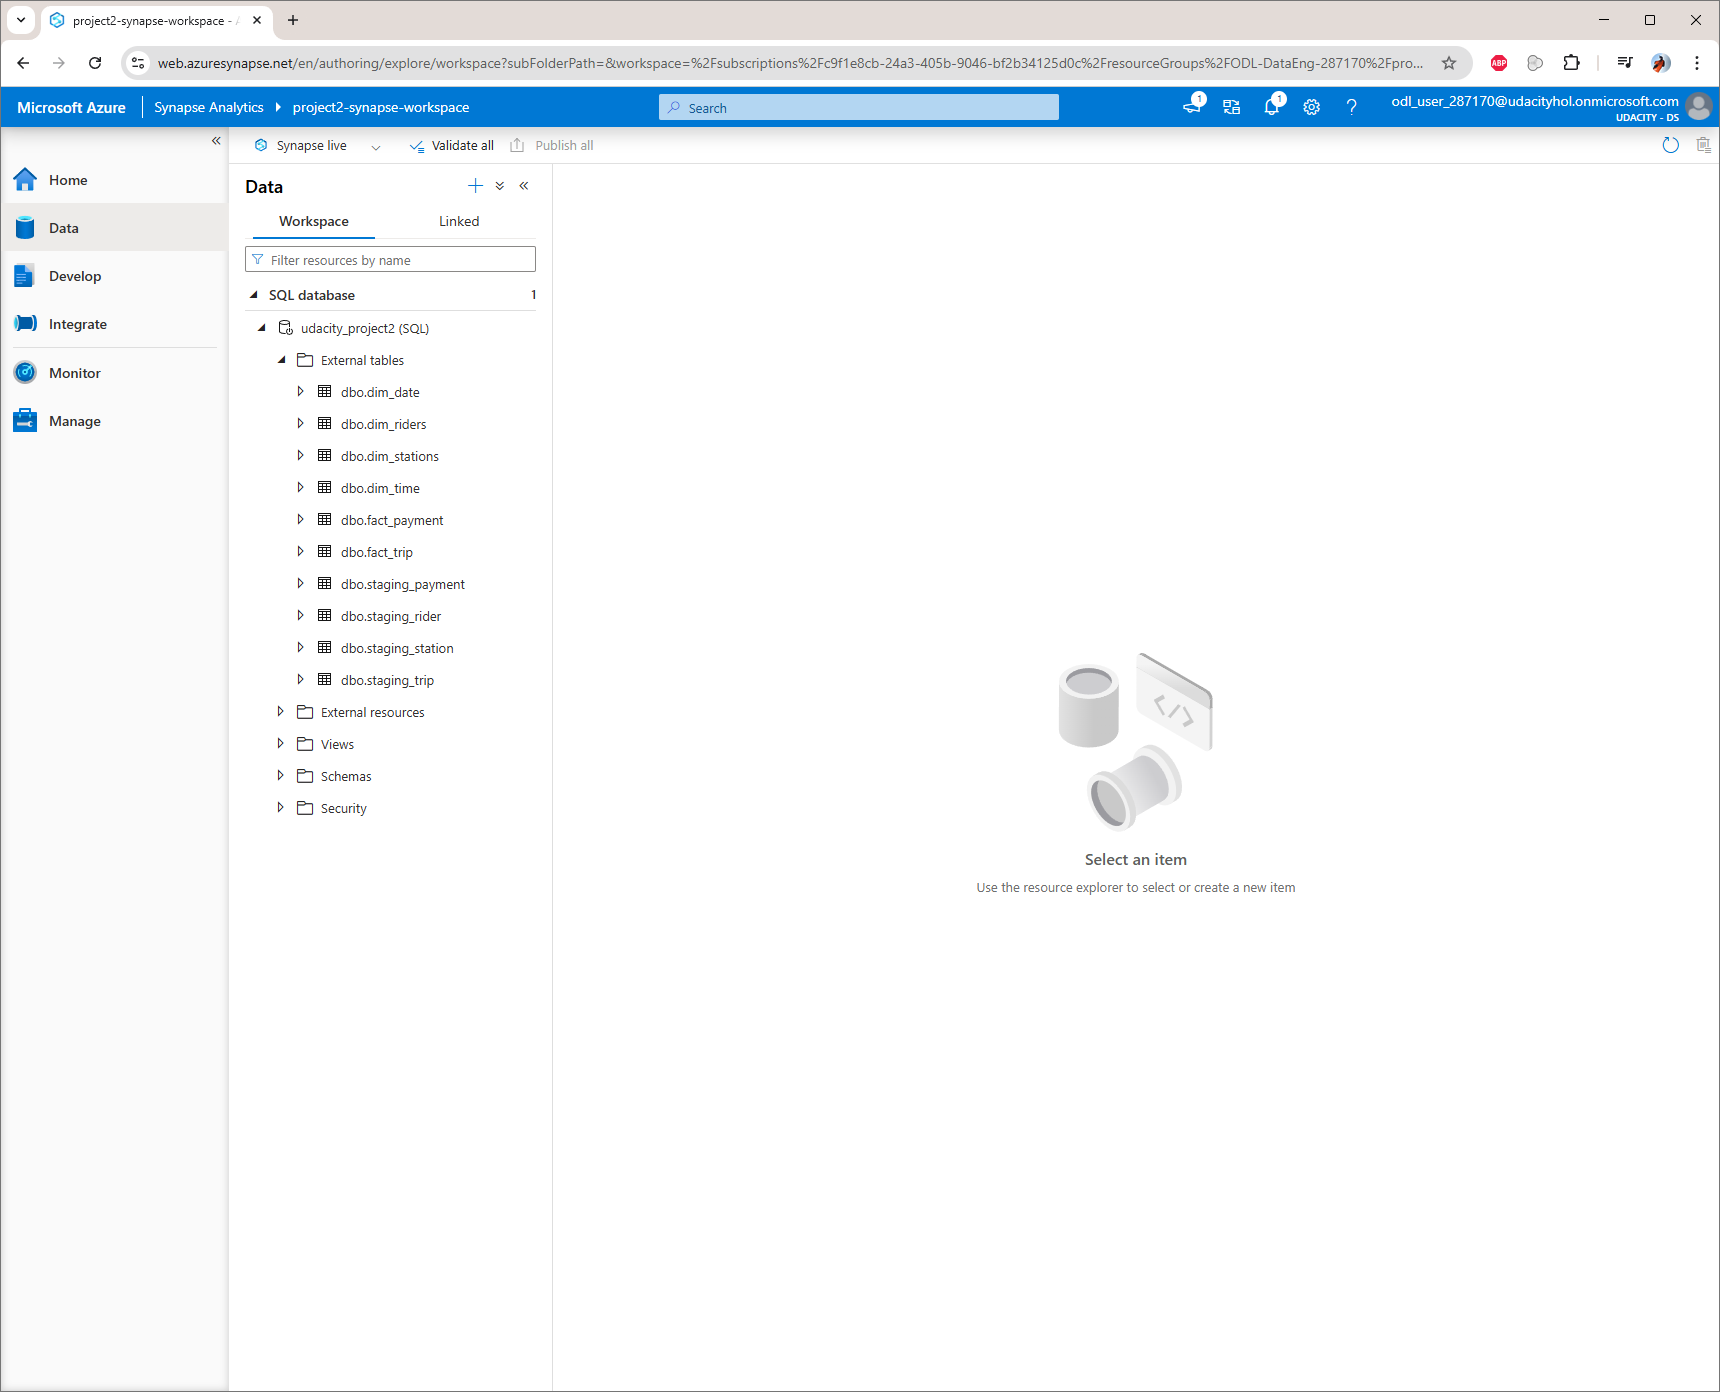 project2-synapse-workspace - A
web.azuresynapse.net/en/authoring/explore/workspace?subFolderPath=&workspace=%2Fsubscriptions%2Fc9f1e8cb-24a3-405b-9046-bf2b34125d0c%2FresourceGroups%2FODL-DataEng-287170%2Fpro...
ABP
Microsoft Azure
Synapse Analytics
project2-synapse-workspace
Search
1
1
odl_user_287170@udacityhol.onmicrosoft.com
UDACITY - DS
Synapse live
Validate all
Publish all
Home
Data
Develop
Integrate
Monitor
Manage
Data
Workspace
Linked
Filter resources by name
SQL database
1
udacity_project2 (SQL)
External tables
dbo.dim_date
dbo.dim_riders
dbo.dim_stations
dbo.dim_time
dbo.fact_payment
dbo.fact_trip
dbo.staging_payment
dbo.staging_rider
dbo.staging_station
dbo.staging_trip
External resources
Views
Schemas
Security
Select an item
Use the resource explorer to select or create a new item